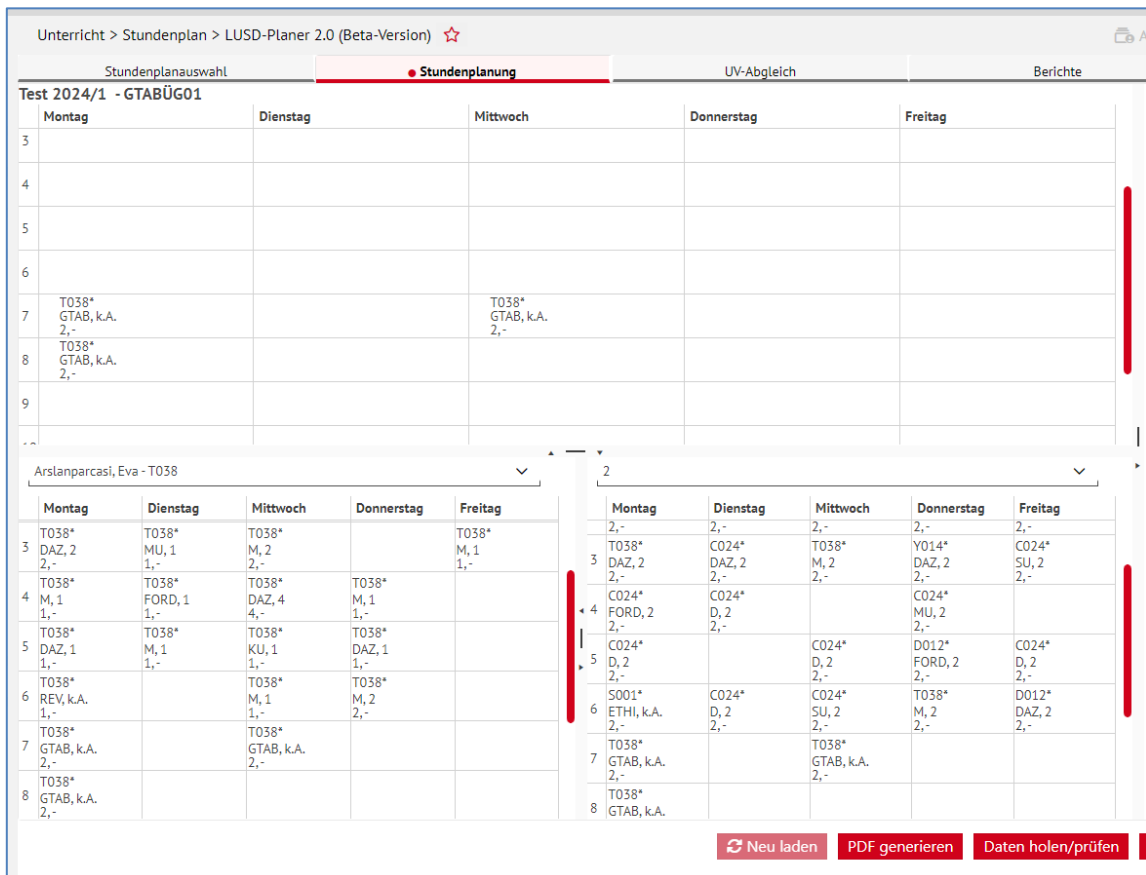 Unterricht > Stundenplan > LUSD-Planer 2.0 (Beta-Version)
Stundenplanauswahl Stundenplanung UV-Abgleich Berichte
Test 2024/1 - GTABÜG01
Montag Dienstag Mittwoch Donnerstag Freitag
3
4
5
6
T038* T038*
7 GTAB, k.A. GTAB, k.A.
2,- 2,-
T038*
8 GTAB, k.A.
2,-
9
Arslanparcasi, Eva - T038
Montag Dienstag Mittwoch Donnerstag Freitag
T038* T038* T038* T038*
3 DAZ, 2 MU, 1 M, 2 M, 1
2,- 1,- 2,- 1,-
T038* T038* T038* T038*
4 M, 1 FORD, 1 DAZ, 4 M, 1
1,- 1,- 4,- 1,-
T038* T038* T038* T038*
5 DAZ, 1 M, 1 KU, 1 DAZ, 1
1,- 1,- 1,- 1,-
T038* T038* T038*
6 REV, k.A. M, 1 M, 2
1,- 1,- 2,-
T038* T038*
7 GTAB, k.A. GTAB, k.A.
2,- 2,-
T038*
8 GTAB, k.A.
2,-
2
Montag Dienstag Mittwoch Donnerstag Freitag
2,- 2,- 2,- 2,- 2,-
T038* C024* T038* Y014* C024*
3 DAZ, 2 DAZ, 2 M, 2 DAZ, 2 SU, 2
2,- 2,- 2,- 2,- 2,-
C024* C024* C024*
4 FORD, 2 D, 2 MU, 2
2,- 2,- 2,-
C024* C024* D012* C024*
5 D, 2 D, 2 FORD, 2 D, 2
2,- 2,- 2,- 2,-
S001* C024* C024* T038* D012*
6 ETHI, k.A. D, 2 SU, 2 M, 2 DAZ, 2
2,- 2,- 2,- 2,- 2,-
T038* T038*
7 GTAB, k.A. GTAB, k.A.
2,- 2,-
T038*
8 GTAB, k.A.
Neu laden PDF generieren Daten holen/prüfen